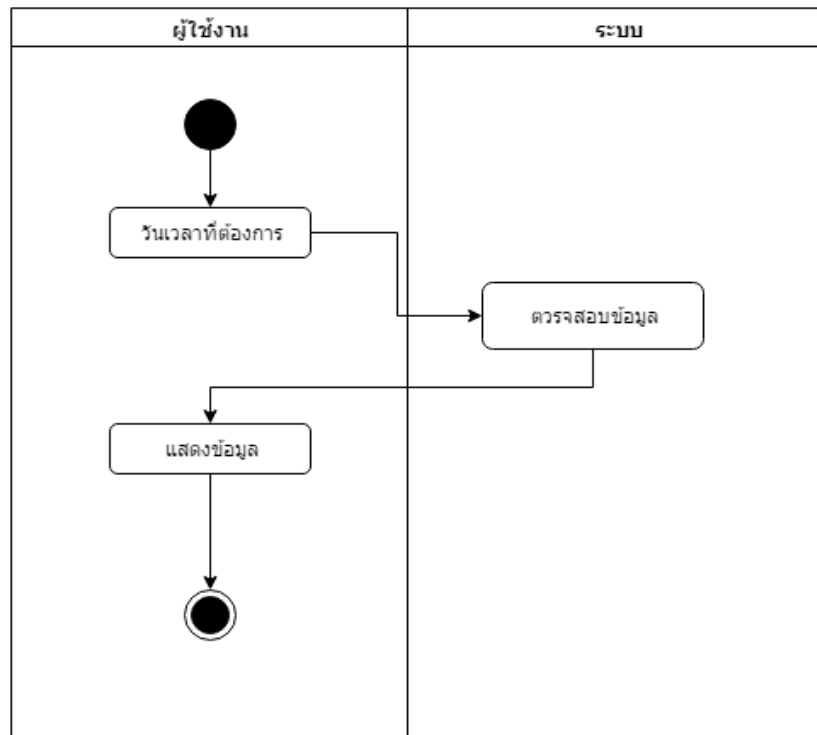 ผู้ใช้งาน
ระบบ
วันเวลาที่ต้องการ
ตวรจสอบข้อมูล
แสดงข้อมูล